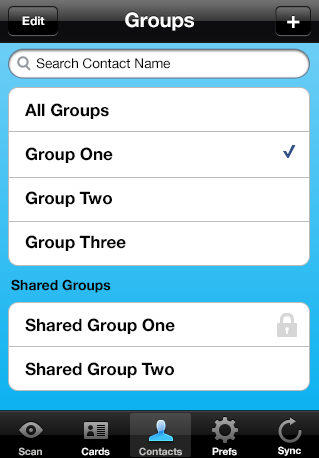 Edit
Groups
+
Search Contact Name
All Groups
Group One
Group Two
Group Three
Shared Groups
Shared Group One
Shared Group Two
Scan
Cards
Contacts
Prefs
Sync